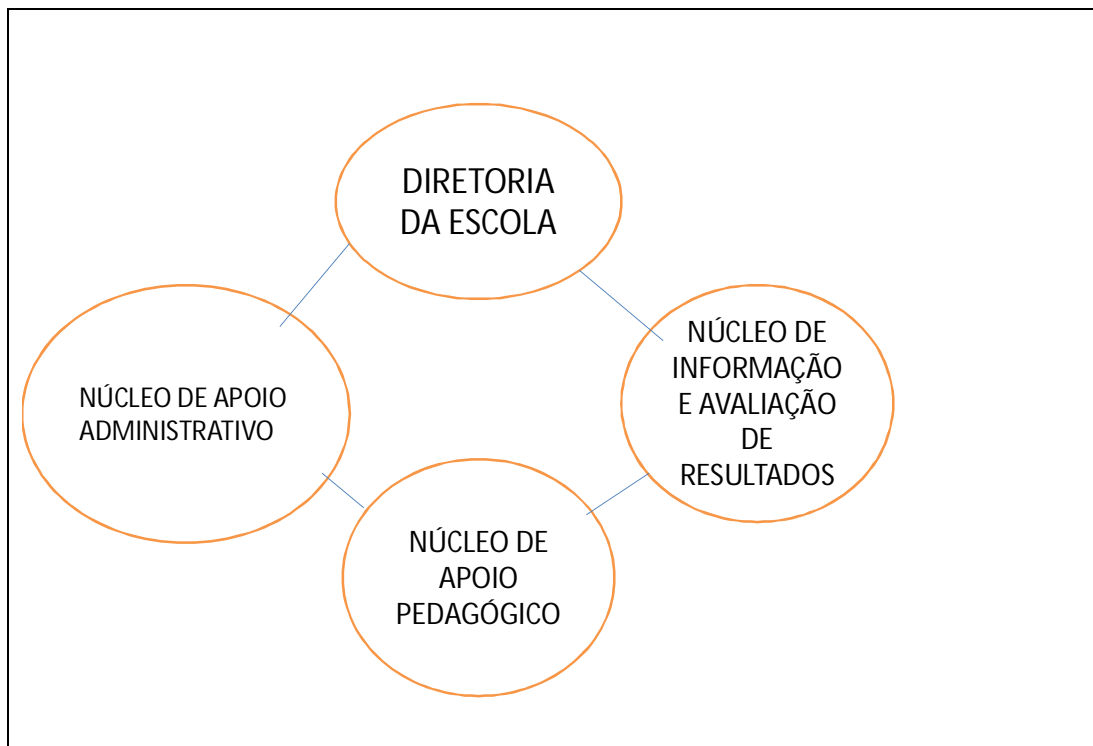 DIRETORIA
DA ESCOLA
NÚCLEO DE APOIO
ADMINISTRATIVO
NÚCLEO DE
INFORMAÇÃO
E AVALIAÇÃO
DE
RESULTADOS
NÚCLEO DE
APOIO
PEDAGÓGICO